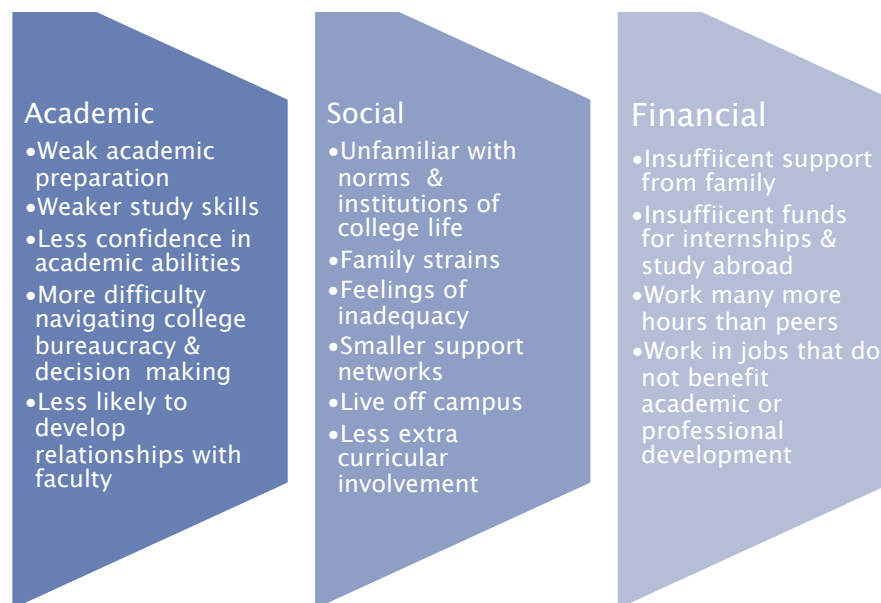 Academic
•Weak academic
preparation
•Weaker study skills
•Less confidence in
academic abilities
•More difficulty
navigating college
bureaucracy &
decision making
•Less likely to
develop
relationships with
faculty
Social
•Unfamiliar with
norms &
institutions of
college life
•Family strains
•Feelings of
inadequacy
•Smaller support
networks
•Live off campus
•Less extra
curricular
involvement
Financial
•Insuffiicent support
from family
•Insuffiicent funds
for internships &
study abroad
•Work many more
hours than peers
•Work in jobs that do
not benefit
academic or
professional
development